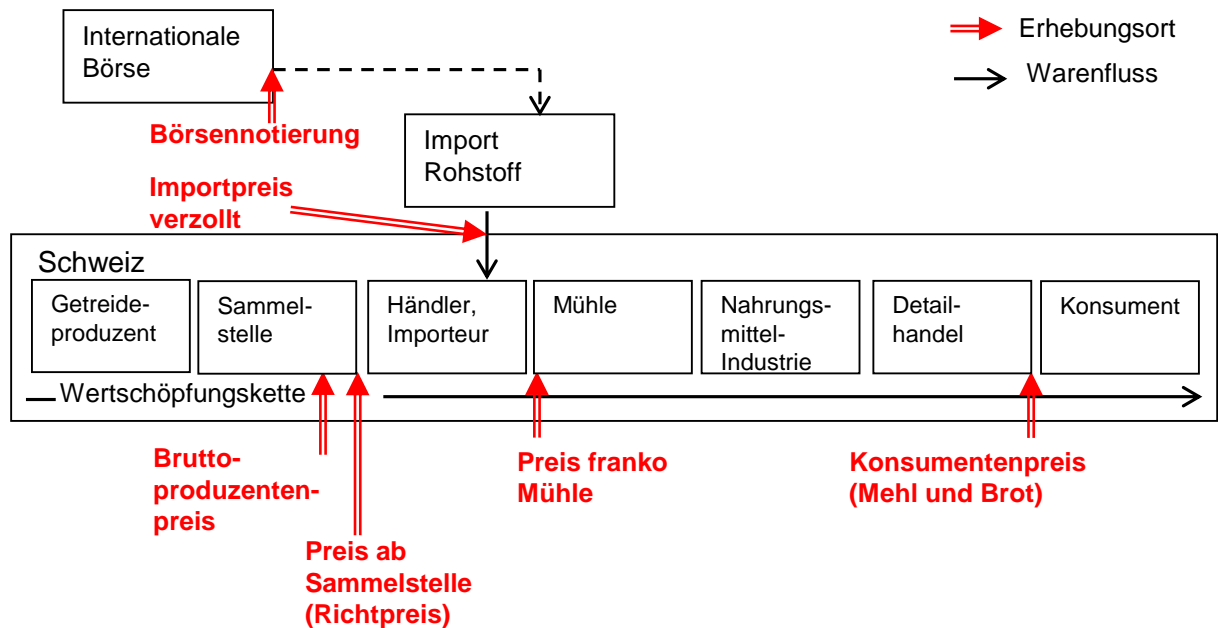 Internationale
Börse
Erhebungsort
Warenfluss
Börsennotierung
Import
Rohstoff
Importpreis
verzollt
Schweiz
Getreide-
produzent
Sammel-
stelle
Händler,
Importeur
Mühle
Nahrungs-
mittel-
Industrie
Detail-
handel
Konsument
Wertschöpfungskette
Brutto-
produzenten-
preis
Preis ab
Sammelstelle
(Richtpreis)
Preis franko
Mühle
Konsumentenpreis
(Mehl und Brot)